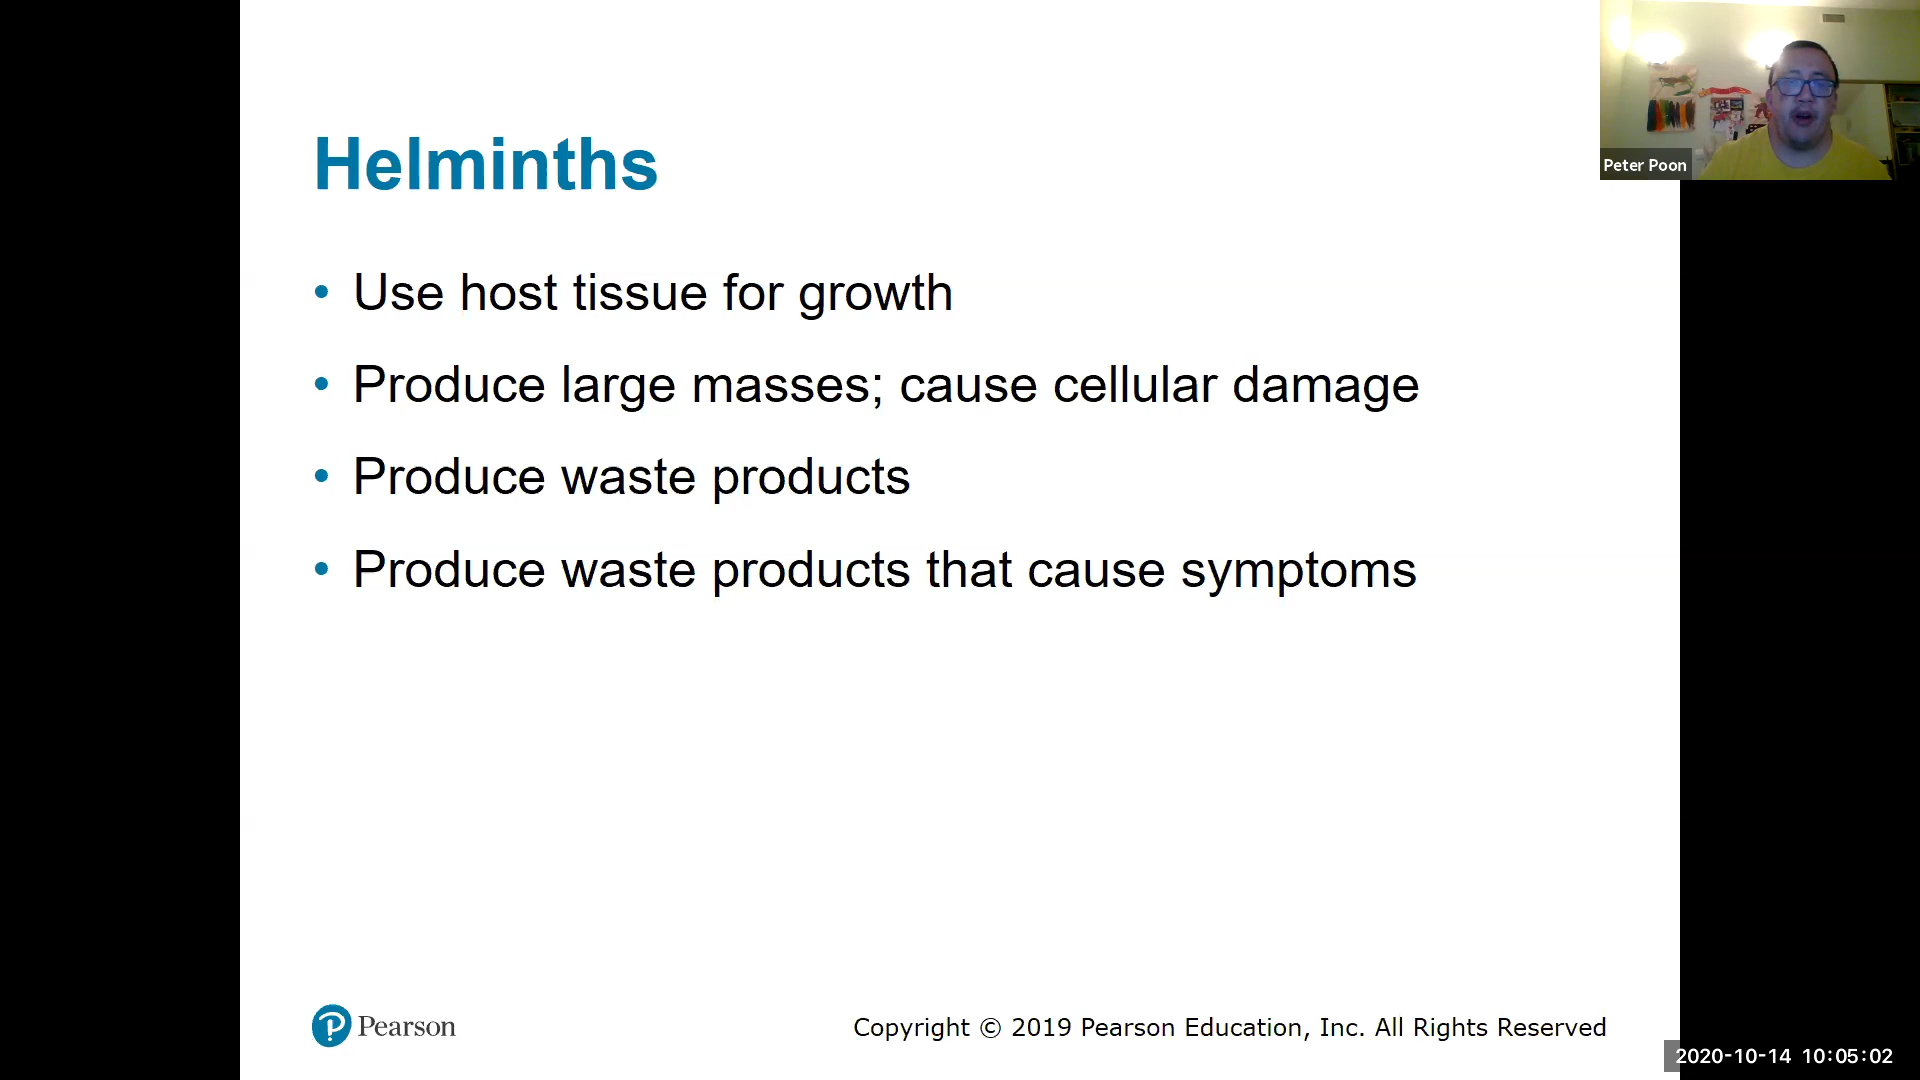 Helminths
• Use host tissue for growth
• Produce large masses; cause cellular damage
• Produce waste products
• Produce waste products that cause symptoms
Peter Poon
Pearson
Copyright © 2019 Pearson Education, Inc. All Rights Reserved
2020-10-14 10:05:02